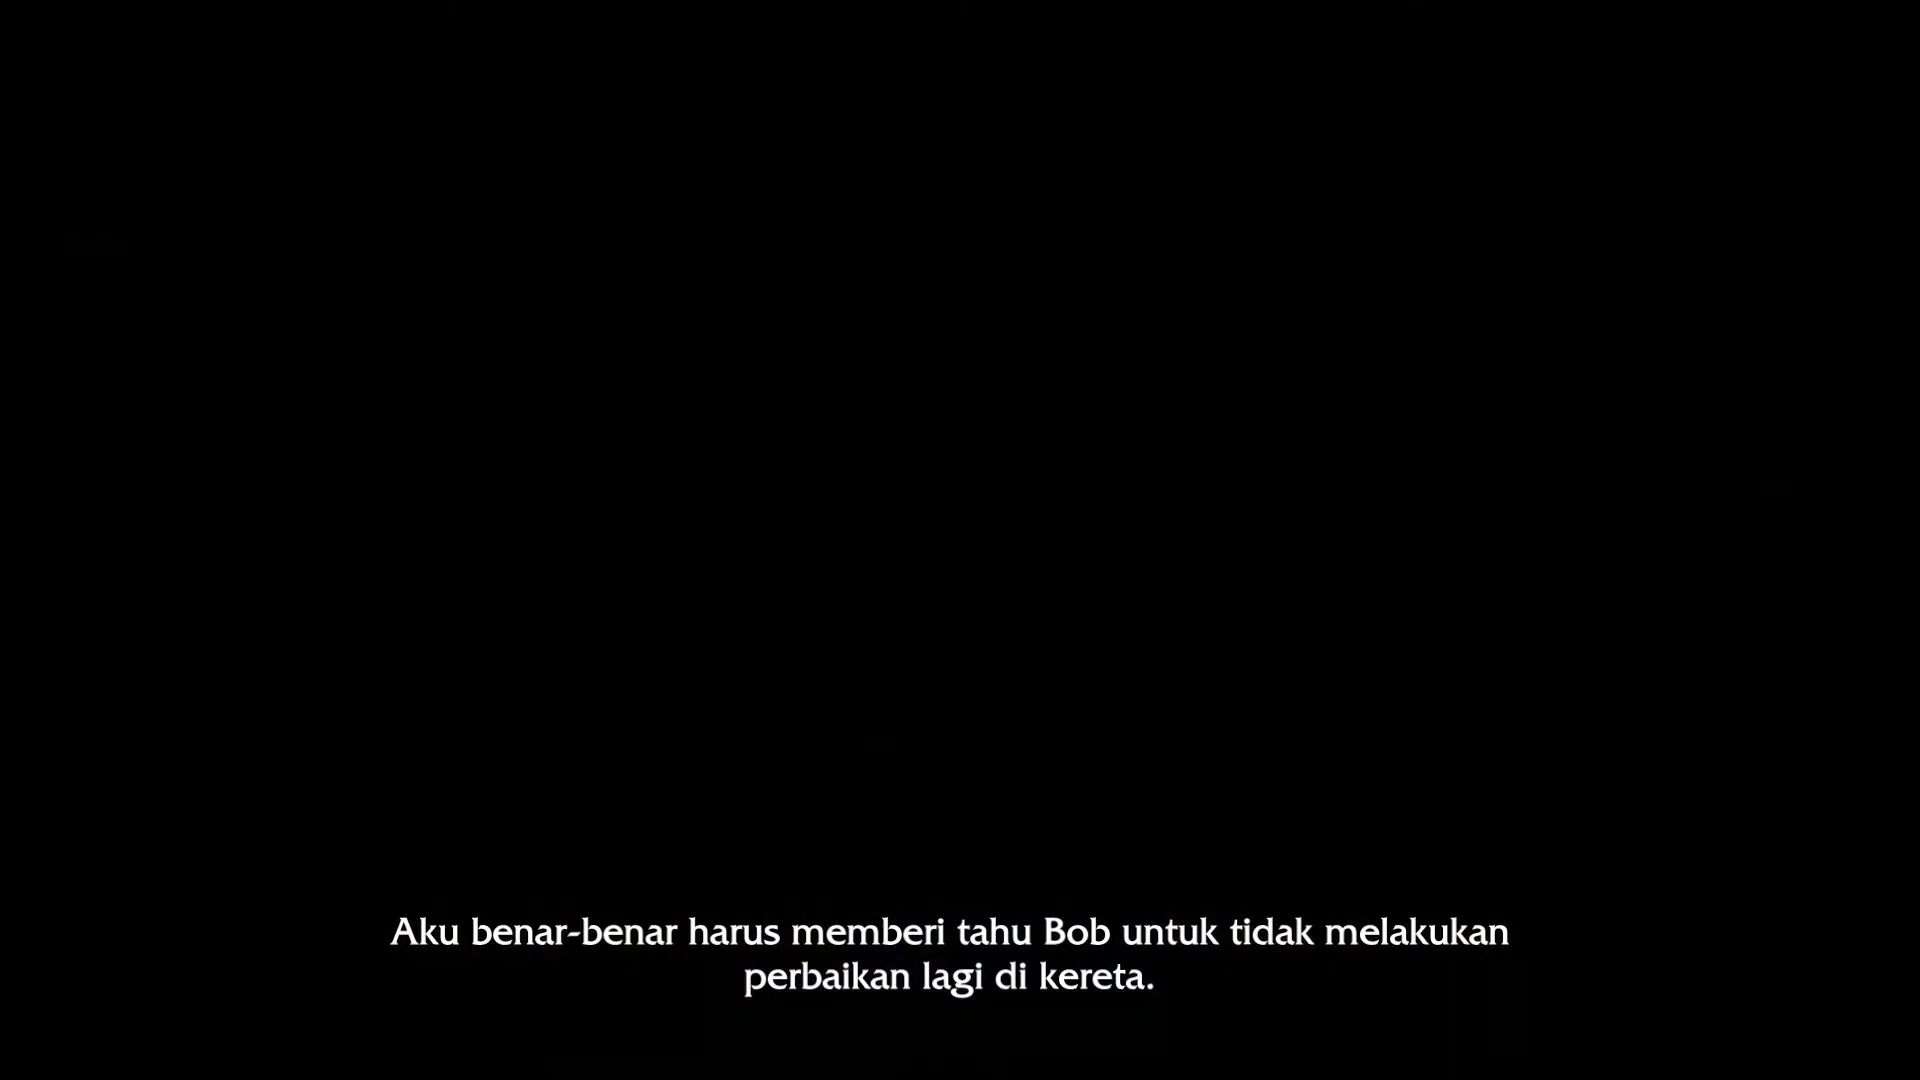 Aku benar-benar harus memberi tahu Bob untuk tidak melakukan
perbaikan lagi di kereta.